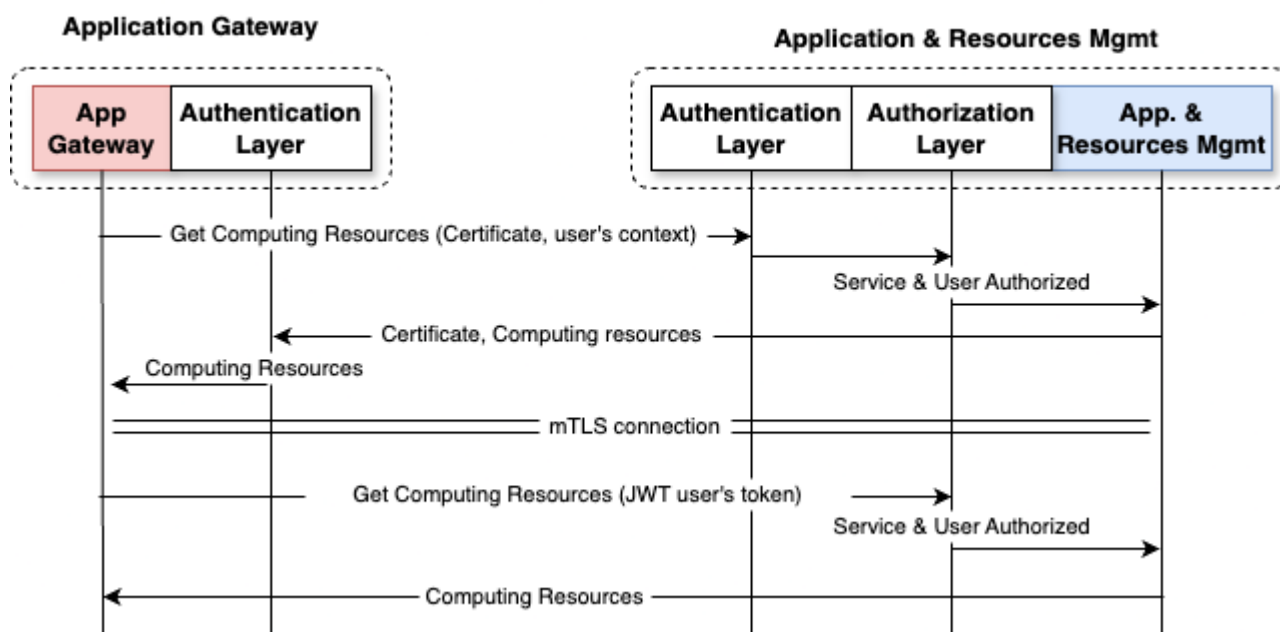 Application Gateway
Application & Resources Mgmt
App
Gateway
Authentication
Layer
Authentication
Layer
Authorization
Layer
App. &
Resources Mgmt
Get Computing Resources (Certificate, user's context)
Service & User Authorized
Certificate, Computing resources
Computing Resources
mTLS connection
Get Computing Resources (JWT user's token)
Service & User Authorized
Computing Resources